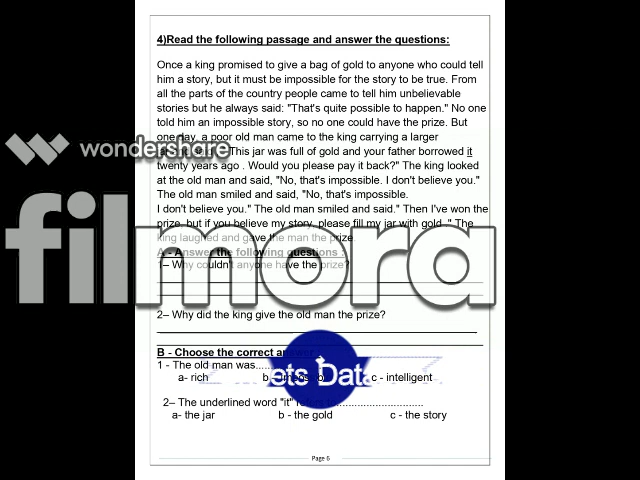 4)Read the following passage and answer the questions:
Once a king promised to give a bag of gold to anyone who could tell
him a story, but it must be impossible for the story to be true. From
all the parts of the country people came to tell him unbelievable
stories but he always said: "That's quite possible to happen." No one
told him an impossible story, so no one could have the prize. But
one day, a poor old man came to the king carrying a larger
This jar was full of gold and your father borrowed it
wondershare
twenty years ago . Would you please pay it back?" The king looked
at the old man and said, "No, that's impossible. I don't believe you."
The old man smiled and said, "No, that's impossible.
I don't believe you." The old man smiled and said." Then I've won the
prize, but if you believe my story, please fill my jar with gold ." The
king laughed and gave the man the prize.
filmora
A - Answer the following questions :
1– Why couldn't anyone have the prize?
2– Why did the king give the old man the prize?
B - Choose the correct
1 - The old man was......
a- rich b c - intelligent
Data
2– The underlined word "it"
a- the jar b - the gold c - the story
Page 6